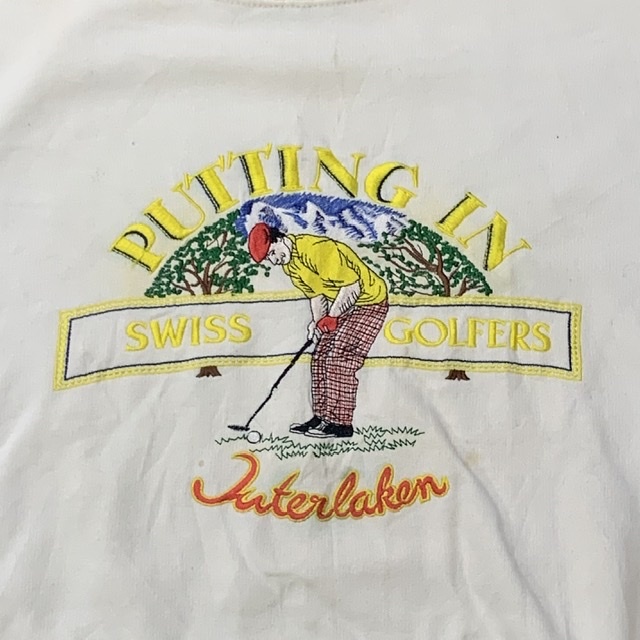 PUTTING IN
SWISS GOLFERS
Interlaken